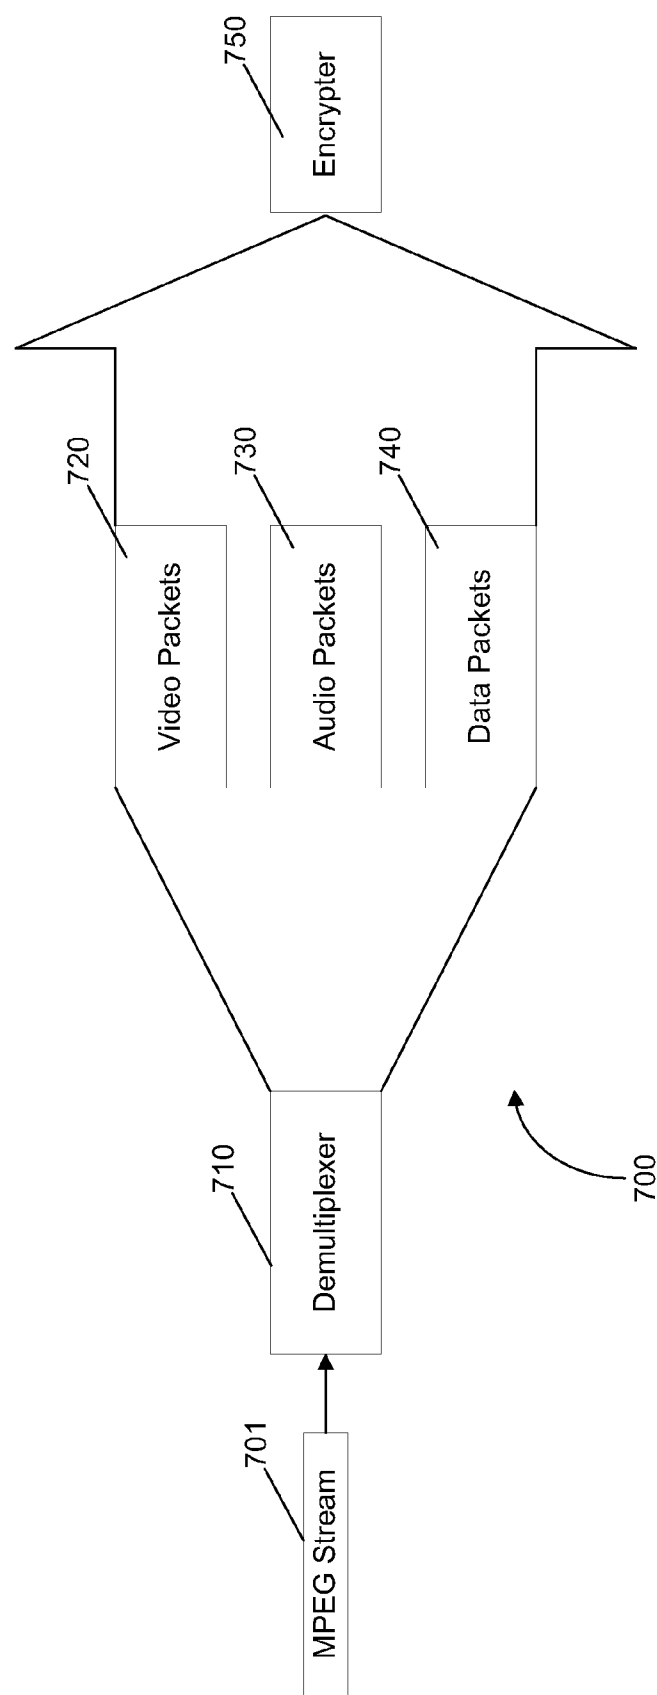 MPEG Stream
701
Demultiplexer
710
700
Video Packets
720
Audio Packets
730
Data Packets
740
Encrypter
750